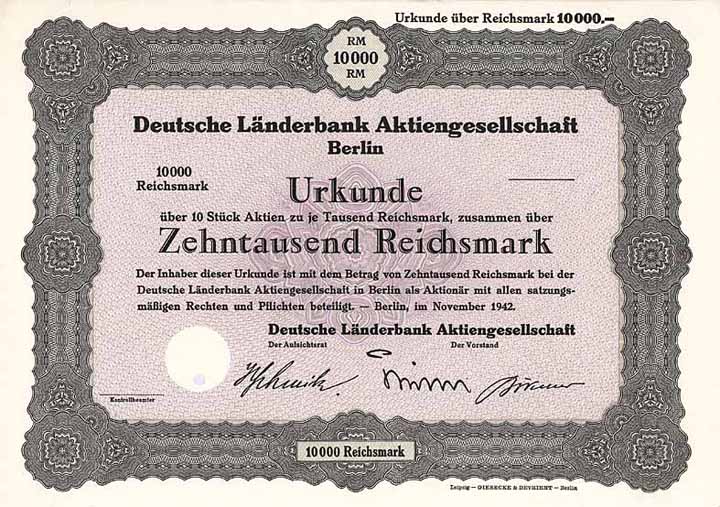 Urkunde über Reichsmark 10000.—
RM
10000
RM
Deutsche Länderbank Aktiengesellschaft
Berlin
10000
Reichsmark
Urkunde
über 10 Stück Aktien zu je Tausend Reichsmark, zusammen über
Zehntausend Reichsmark
Der Inhaber dieser Urkunde ist mit dem Betrag von Zehntausend Reichsmark bei der
Deutsche Länderbank Aktiengesellschaft in Berlin als Aktionär mit allen satzungs-
mäßigen Rechten und Pflichten beteiligt. — Berlin, im November 1942.
Deutsche Länderbank Aktiengesellschaft
Der Aufsichtsrat Der Vorstand
Kontrollbeamter
10000 Reichsmark
Leipzig — GIESECKE & DEVRIENT — Berlin